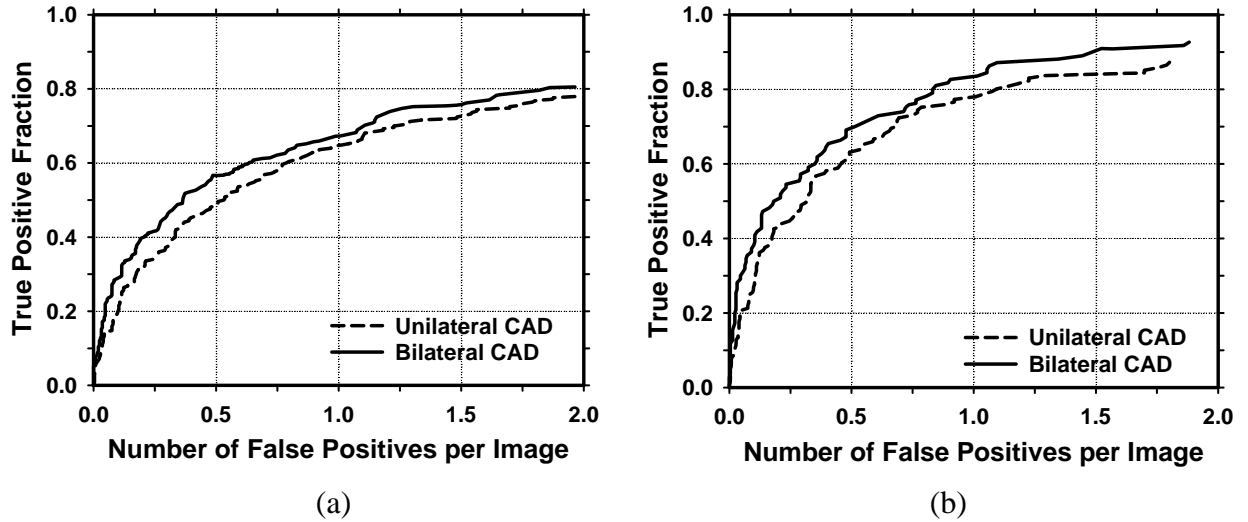 True Positive Fraction
1.0
0.8
0.6
0.4
0.2
0.0
Unilateral CAD
Bilateral CAD
0.0 0.5 1.0 1.5 2.0
Number of False Positives per Image
(a)
True Positive Fraction
1.0
0.8
0.6
0.4
0.2
0.0
Unilateral CAD
Bilateral CAD
0.0 0.5 1.0 1.5 2.0
Number of False Positives per Image
(b)